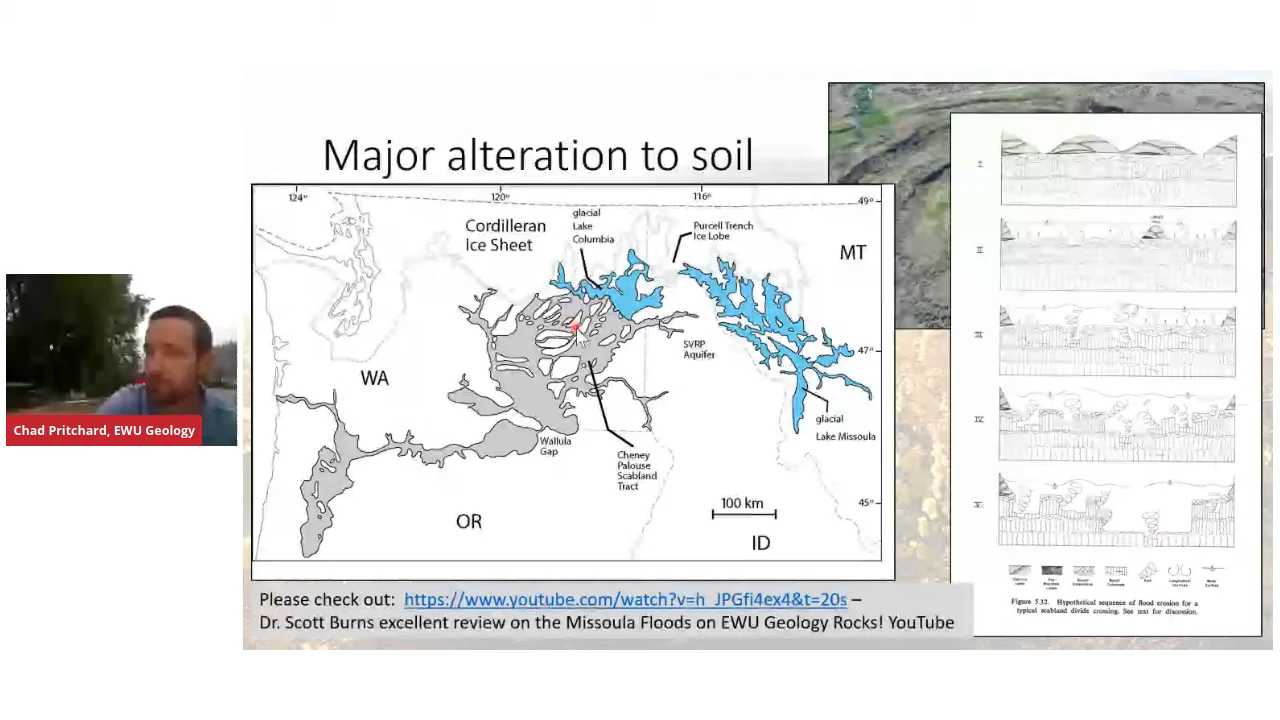 Major alteration to soil
124°
120°
116°
49°
Cordilleran
Ice Sheet
glacial
Lake
Columbia
Purcell Trench
Ice Lobe
MT
47°
SVRP
Aquifer
WA
glacial
Lake Missoula
Wallula
Gap
Cheney
Palouse
Scabland
Tract
45°
100 km
OR
ID
I
II
III
IV
V
Figure 5.32. Hypothetical sequence of flood erosion for a
typical scabland divide crossing. See text for discussion.
Chad Pritchard, EWU Geology
Please check out: https://www.youtube.com/watch?v=h_JPGfi4ex4&t=20s –
Dr. Scott Burns excellent review on the Missoula Floods on EWU Geology Rocks! YouTube